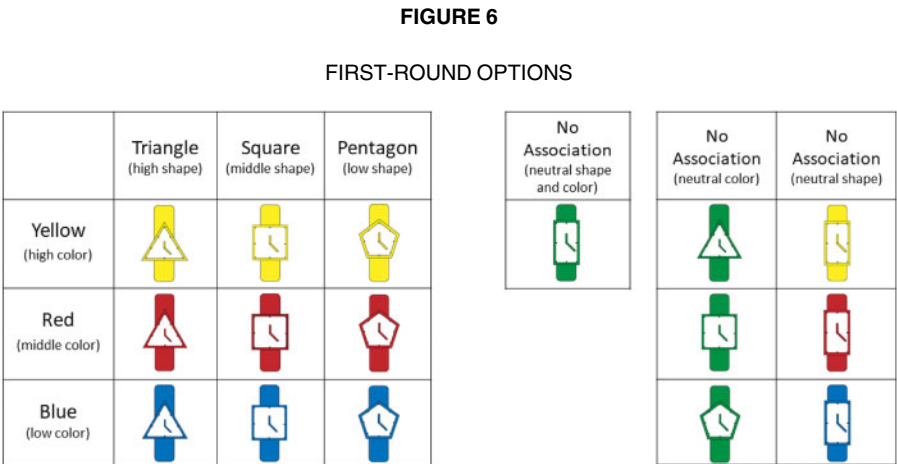 FIGURE 6
FIRST-ROUND OPTIONS
Triangle
(high shape)
Square
(middle shape)
Pentagon
(low shape)
Yellow
(high color)
Red
(middle color)
Blue
(low color)
No
Association
(neutral shape
and color)
No
Association
(neutral color)
No
Association
(neutral shape)